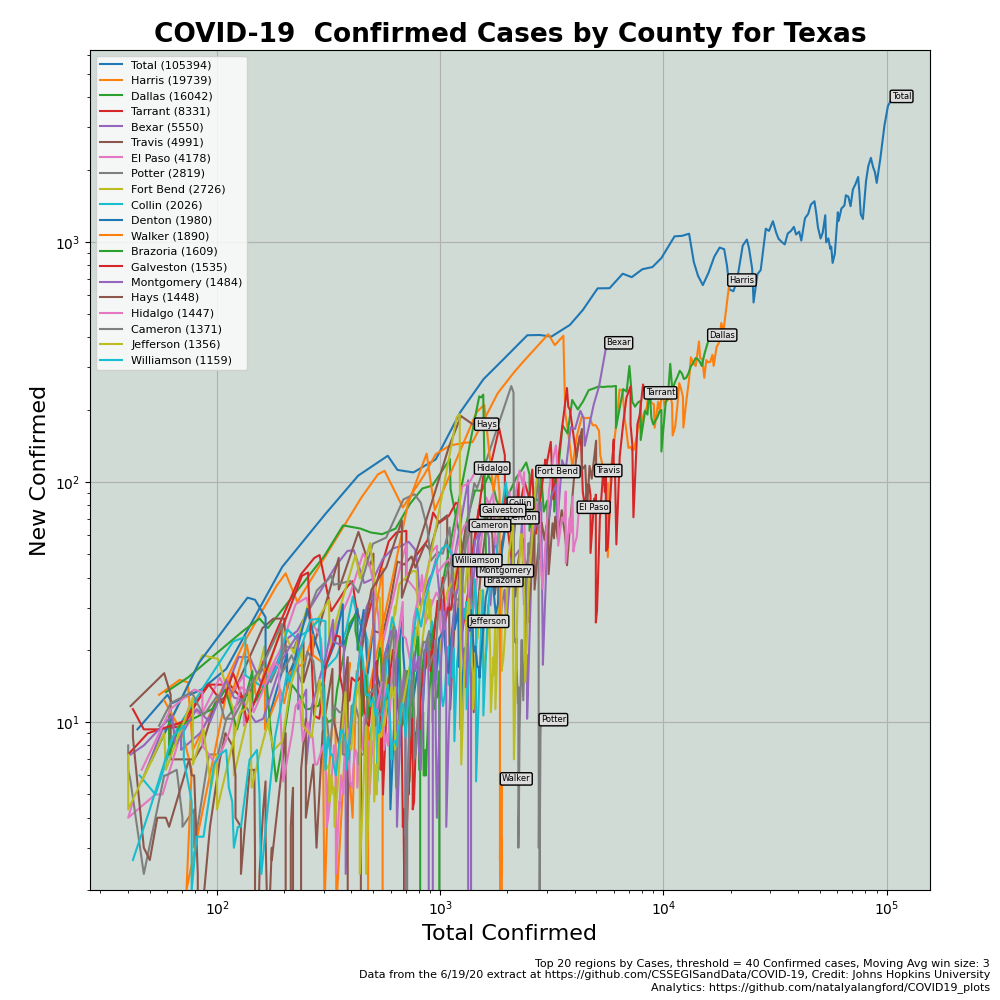 COVID-19  Confirmed Cases by County for Texas
Total (105394)
Harris (19739)
Dallas (16042)
Tarrant (8331)
Bexar (5550)
Travis (4991)
El Paso (4178)
Potter (2819)
Fort Bend (2726)
Collin (2026)
Denton (1980)
Walker (1890)
Brazoria (1609)
Galveston (1535)
Montgomery (1484)
Hays (1448)
Hidalgo (1447)
Cameron (1371)
Jefferson (1356)
Williamson (1159)
Total
Harris
Dallas
Bexar
Tarrant
Hays
Hidalgo
Fort Bend
Travis
Collin
El Paso
Galveston
Cameron
Williamson
Montgomery
Brazoria
Jefferson
Potter
Walker
New Confirmed
10³
10²
10¹
10²
10³
10⁴
10⁵
Total Confirmed
Top 20 regions by Cases, threshold = 40 Confirmed cases, Moving Avg win size: 3
Data from the 6/19/20 extract at https://github.com/CSSEGISandData/COVID-19, Credit: Johns Hopkins University
Analytics: https://github.com/natalyalangford/COVID19_plots